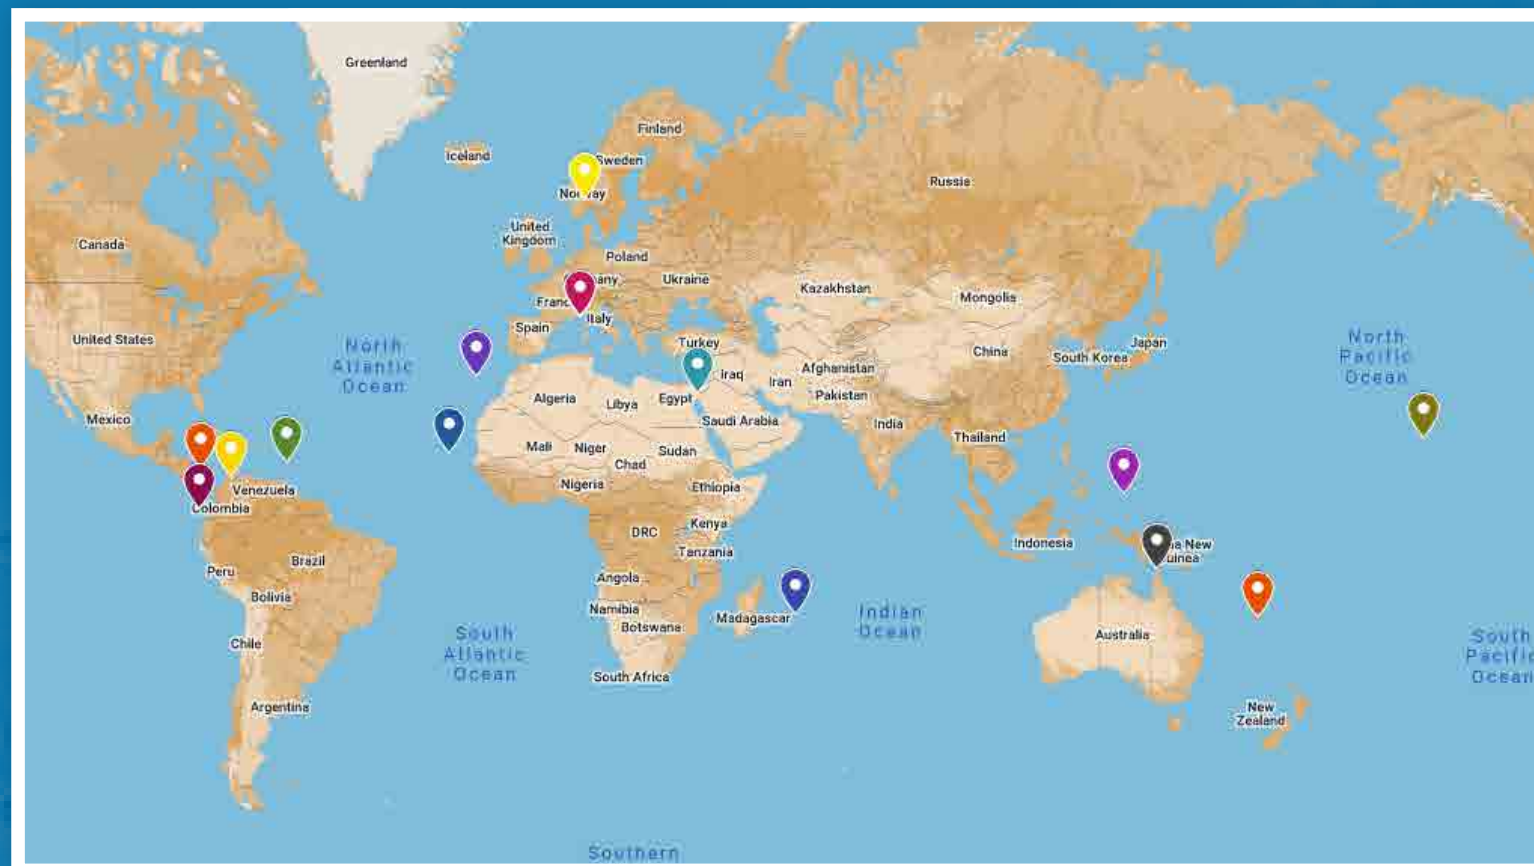 Greenland
Finland
Iceland
Sweden
Russia
United
Kingdom
Canada
Poland
Ukraine
Kazakhstan
Mongolia
Italy
Spain
United States
North
Atlantic
Ocean
Turkey
Iraq
Iran
Afghanistan
Pakistan
China
South Korea
Japan
North
Pacific
Ocean
Mexico
Algeria
Libya
Egypt
Saudi Arabia
India
Mali
Niger
Chad
Sudan
Thailand
Venezuela
Colombia
Nigeria
Ethiopia
DRC
Kenya
Tanzania
Indonesia
New
Peru
Brazil
Bolivia
Angola
Namibia
Botswana
Madagascar
Indian
Ocean
Chile
South
Atlantic
Ocean
Australia
South
Pacific
Ocean
South Africa
Argentina
New
Zealand
Southern